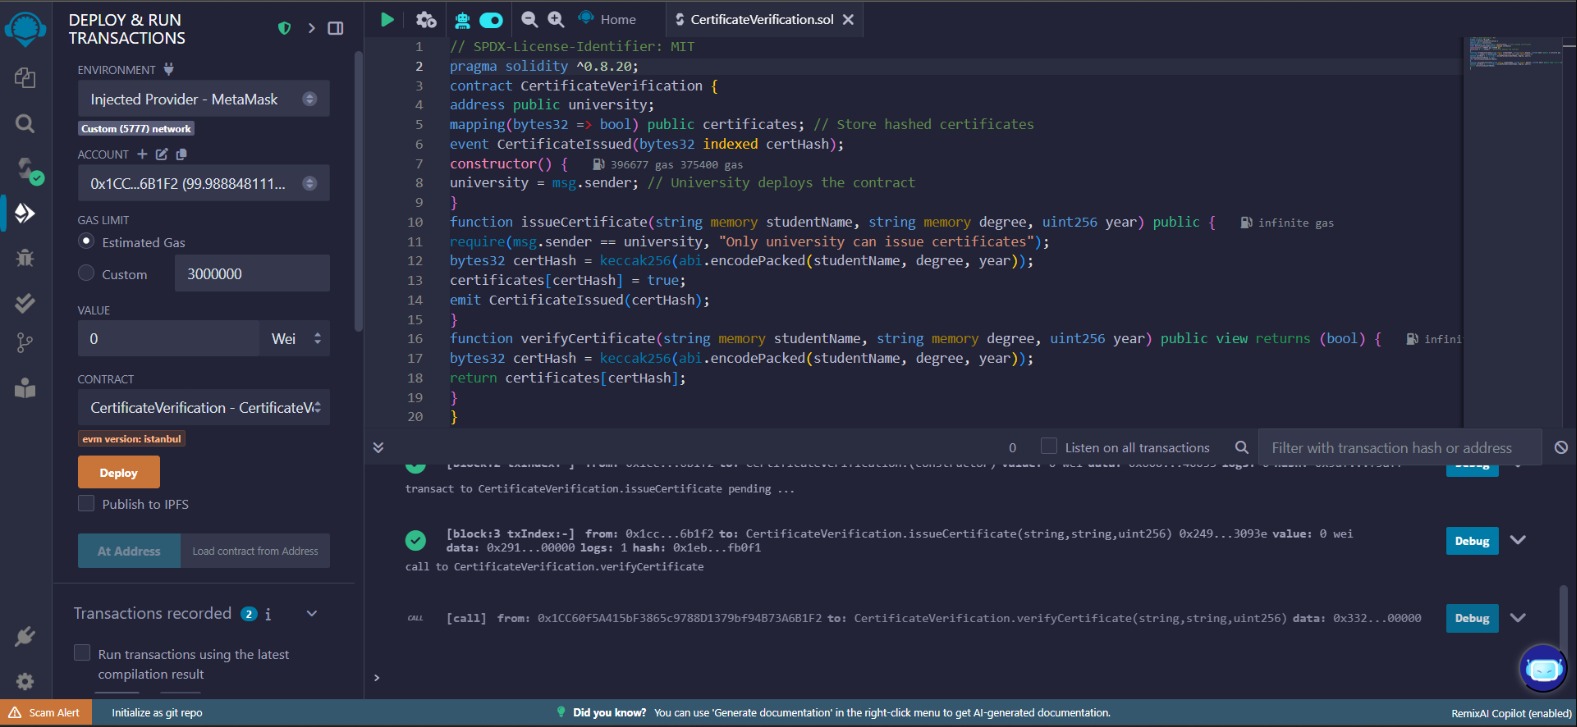 DEPLOY & RUN
TRANSACTIONS
ENVIRONMENT
Injected Provider - MetaMask
Custom (5777) network
ACCOUNT
0x1CC...6B1F2 (99.988848111...
GAS LIMIT
Estimated Gas
Custom
3000000
VALUE
0
Wei
CONTRACT
CertificateVerification - CertificateV
evm version: istanbul
Deploy
Publish to IPFS
At Address
Load contract from Address
Transactions recorded 2 i
Run transactions using the latest
compilation result
Home
CertificateVerification.sol
1 // SPDX-License-Identifier: MIT
2 pragma solidity ^0.8.20;
3 contract CertificateVerification {
4 address public university;
5 mapping(bytes32 => bool) public certificates; // Store hashed certificates
6 event CertificateIssued(bytes32 indexed certHash);
7 constructor() { 396677 gas 375400 gas
8 university = msg.sender; // University deploys the contract
9 }
10 function issueCertificate(string memory studentName, string memory degree, uint256 year) public { infinite gas
11 require(msg.sender == university, "Only university can issue certificates");
12 bytes32 certHash = keccak256(abi.encodePacked(studentName, degree, year));
13 certificates[certHash] = true;
14 emit CertificateIssued(certHash);
15 }
16 function verifyCertificate(string memory studentName, string memory degree, uint256 year) public view returns (bool) { infini
17 bytes32 certHash = keccak256(abi.encodePacked(studentName, degree, year));
18 return certificates[certHash];
19 }
20 }
0
Listen on all transactions
Filter with transaction hash or address
Debug
transact to CertificateVerification.issueCertificate pending ...
[block:3 txIndex:-] from: 0x1cc...6b1f2 to: CertificateVerification.issueCertificate(string,string,uint256) 0x249...3093e value: 0 wei
data: 0x291...00000 logs: 1 hash: 0x1eb...fb0f1
Debug
call to CertificateVerification.verifyCertificate
CALL [call] from: 0x1CC60f5A415bF3865c9788D1379bf94B73A6B1F2 to: CertificateVerification.verifyCertificate(string,string,uint256) data: 0x332...00000
Debug
>
Scam Alert
Initialize as git repo
Did you know? You can use 'Generate documentation' in the right-click menu to get AI-generated documentation.
RemixAI Copilot (enabled)